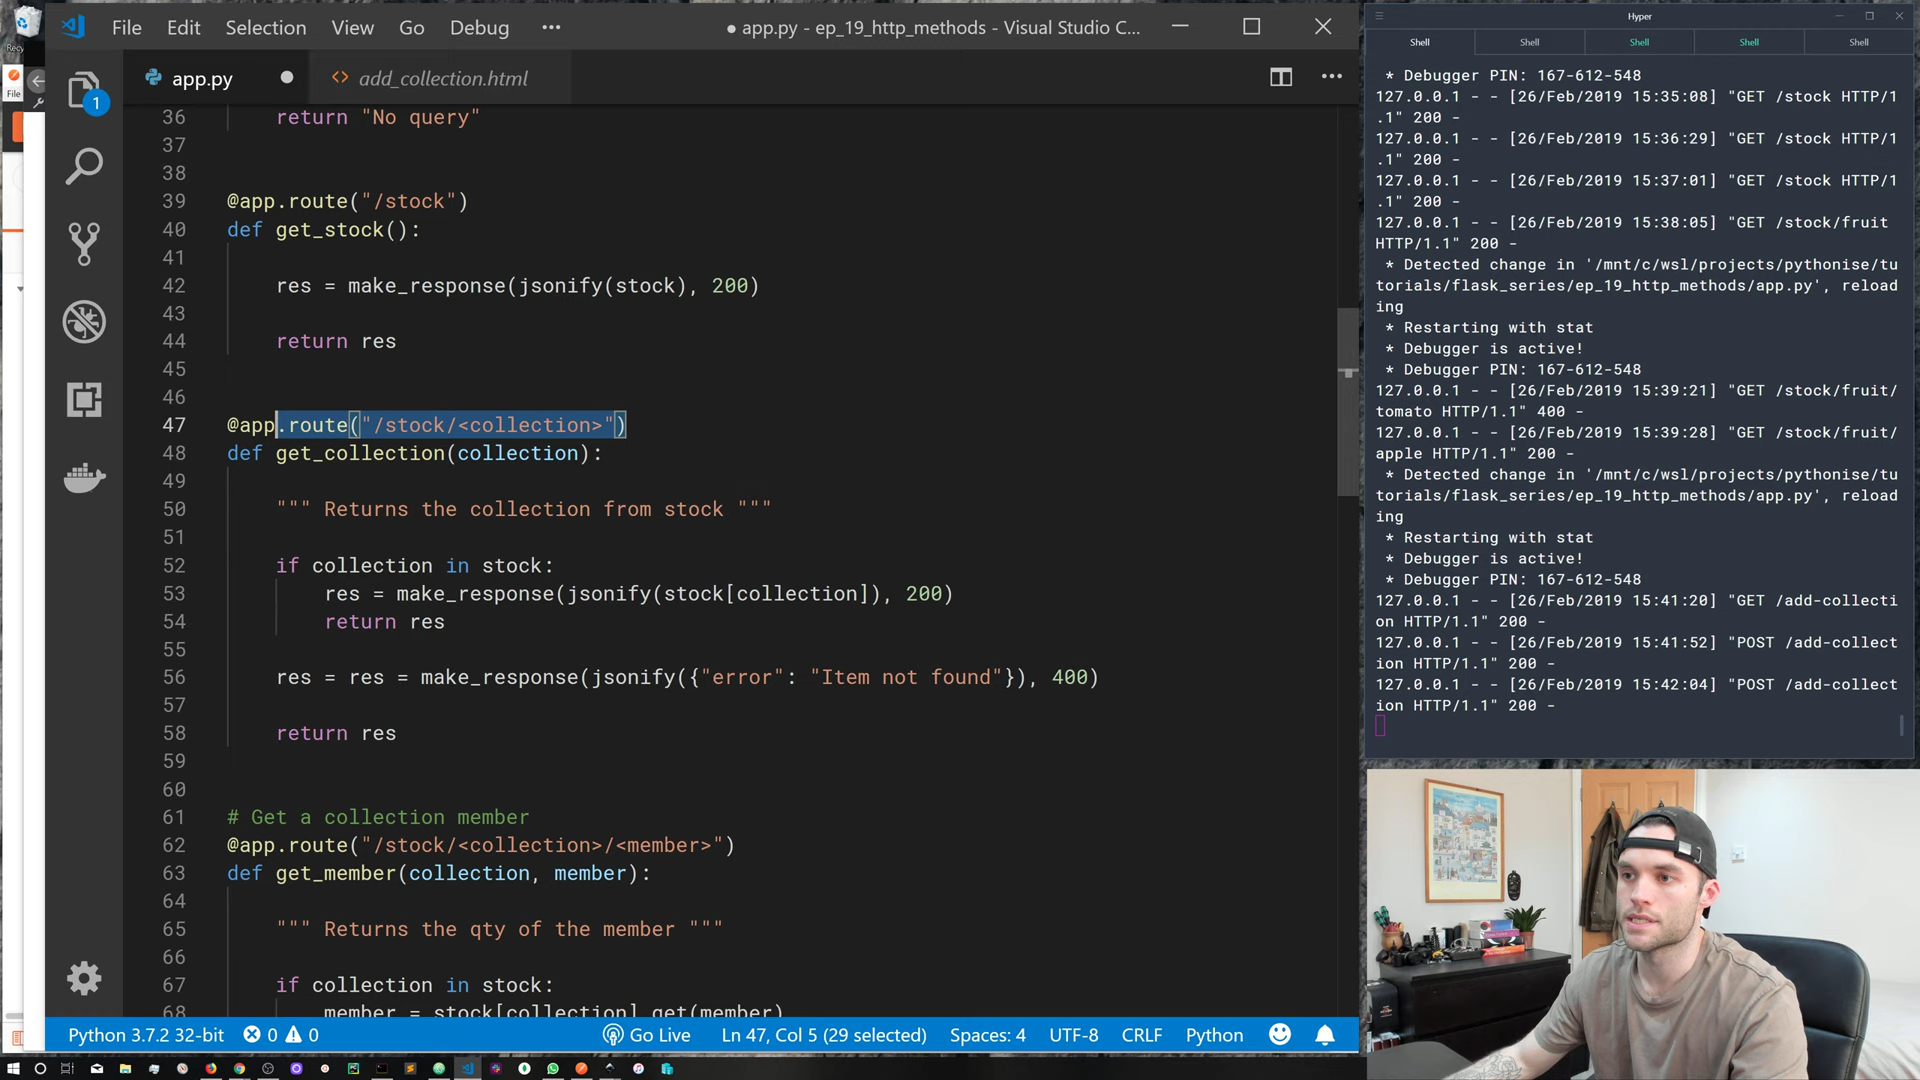 File Edit Selection View Go Debug ••• ● app.py - ep_19_http_methods - Visual Studio C...
app.py ● <> add_collection.html
1
File
36 return "No query"
37
38
39 @app.route("/stock")
40 def get_stock():
41
42 res = make_response(jsonify(stock), 200)
43
44 return res
45
46
47 @app.route("/stock/<collection>")
48 def get_collection(collection):
49
50 """ Returns the collection from stock """
51
52 if collection in stock:
53 res = make_response(jsonify(stock[collection]), 200)
54 return res
55
56 res = res = make_response(jsonify({"error": "Item not found"}), 400)
57
58 return res
59
60
61 # Get a collection member
62 @app.route("/stock/<collection>/<member>")
63 def get_member(collection, member):
64
65 """ Returns the qty of the member """
66
67 if collection in stock:
68 member = stock[collection].get(member)
Python 3.7.2 32-bit 0 0 Go Live Ln 47, Col 5 (29 selected) Spaces: 4 UTF-8 CRLF Python
Hyper
Shell Shell Shell Shell Shell
* Debugger PIN: 167-612-548
127.0.0.1 - - [26/Feb/2019 15:35:08] "GET /stock HTTP/1
.1" 200 -
127.0.0.1 - - [26/Feb/2019 15:36:29] "GET /stock HTTP/1
.1" 200 -
127.0.0.1 - - [26/Feb/2019 15:37:01] "GET /stock HTTP/1
.1" 200 -
127.0.0.1 - - [26/Feb/2019 15:38:05] "GET /stock/fruit
HTTP/1.1" 200 -
* Detected change in '/mnt/c/wsl/projects/pythonise/tu
torials/flask_series/ep_19_http_methods/app.py', reload
ing
* Restarting with stat
* Debugger is active!
* Debugger PIN: 167-612-548
127.0.0.1 - - [26/Feb/2019 15:39:21] "GET /stock/fruit/
tomato HTTP/1.1" 400 -
127.0.0.1 - - [26/Feb/2019 15:39:28] "GET /stock/fruit/
apple HTTP/1.1" 200 -
* Detected change in '/mnt/c/wsl/projects/pythonise/tu
torials/flask_series/ep_19_http_methods/app.py', reload
ing
* Restarting with stat
* Debugger is active!
* Debugger PIN: 167-612-548
127.0.0.1 - - [26/Feb/2019 15:41:20] "GET /add-collecti
on HTTP/1.1" 200 -
127.0.0.1 - - [26/Feb/2019 15:41:52] "POST /add-collect
ion HTTP/1.1" 200 -
127.0.0.1 - - [26/Feb/2019 15:42:04] "POST /add-collect
ion HTTP/1.1" 200 -